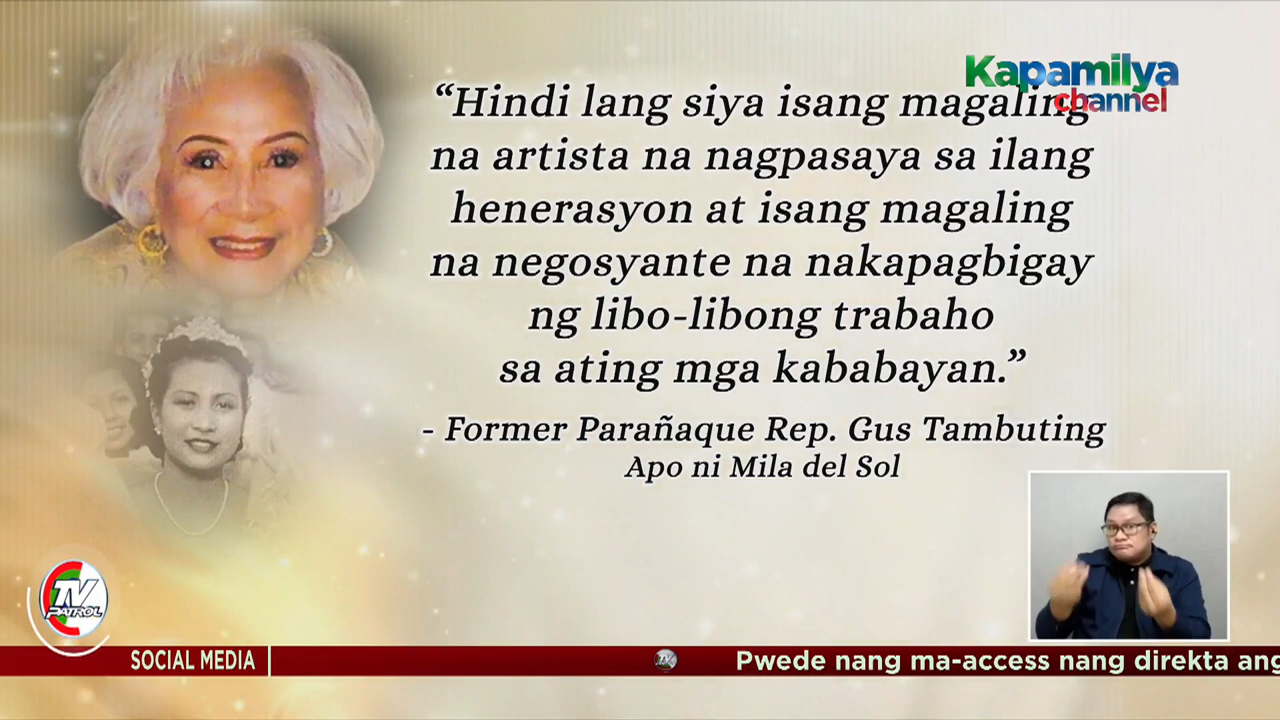 Kapamilya
channel
“Hindi lang siya isang magaling
na artista na nagpasaya sa ilang
henerasyon at isang magaling
na negosyante na nakapagbigay
ng libo-libong trabaho
sa ating mga kababayan.”
- Former Parañaque Rep. Gus Tambuting
Apo ni Mila del Sol
TV
PATROL
SOCIAL MEDIA
Pwede nang ma-access nang direkta ang